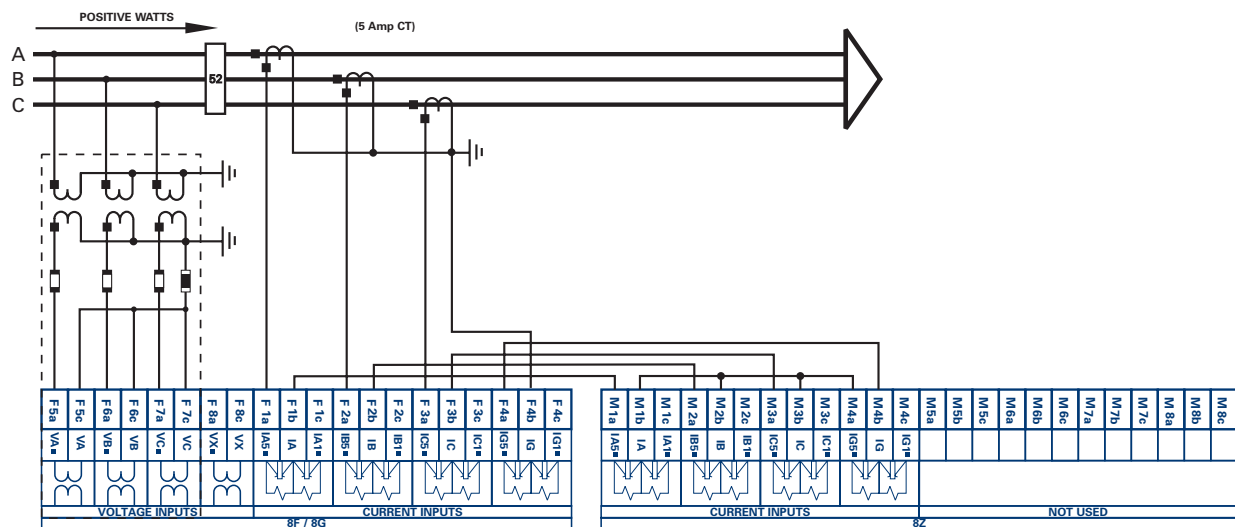 POSITIVE WATTS
(5 Amp CT)
A
B
C
52
F 5a F 5c F 6a F 6c F 7a F 7c F 8a F 8c F 1a F 1b F 1c F 2a F 2b F 2c F 3a F 3b F 3c F 4a F 4b F 4c
VA VA VB VB VC VC VX VX IA5 IA IA1 IB5 IB IB1 IC5 IC IC1 IG5 IG IG1
VOLTAGE INPUTS
CURRENT INPUTS
8F / 8G
M 1a M 1b M 1c M 2a M 2b M 2c M 3a M 3b M 3c M 4a M 4b M 4c M 5a M 5b M 5c M 6a M 6b M 6c M 7a M 7b M 7c M 8a M 8b M 8c
IA5 IA IA1 IB5 IB IB1 IC5 IC IC1 IG5 IG IG1
CURRENT INPUTS
NOT USED
8Z